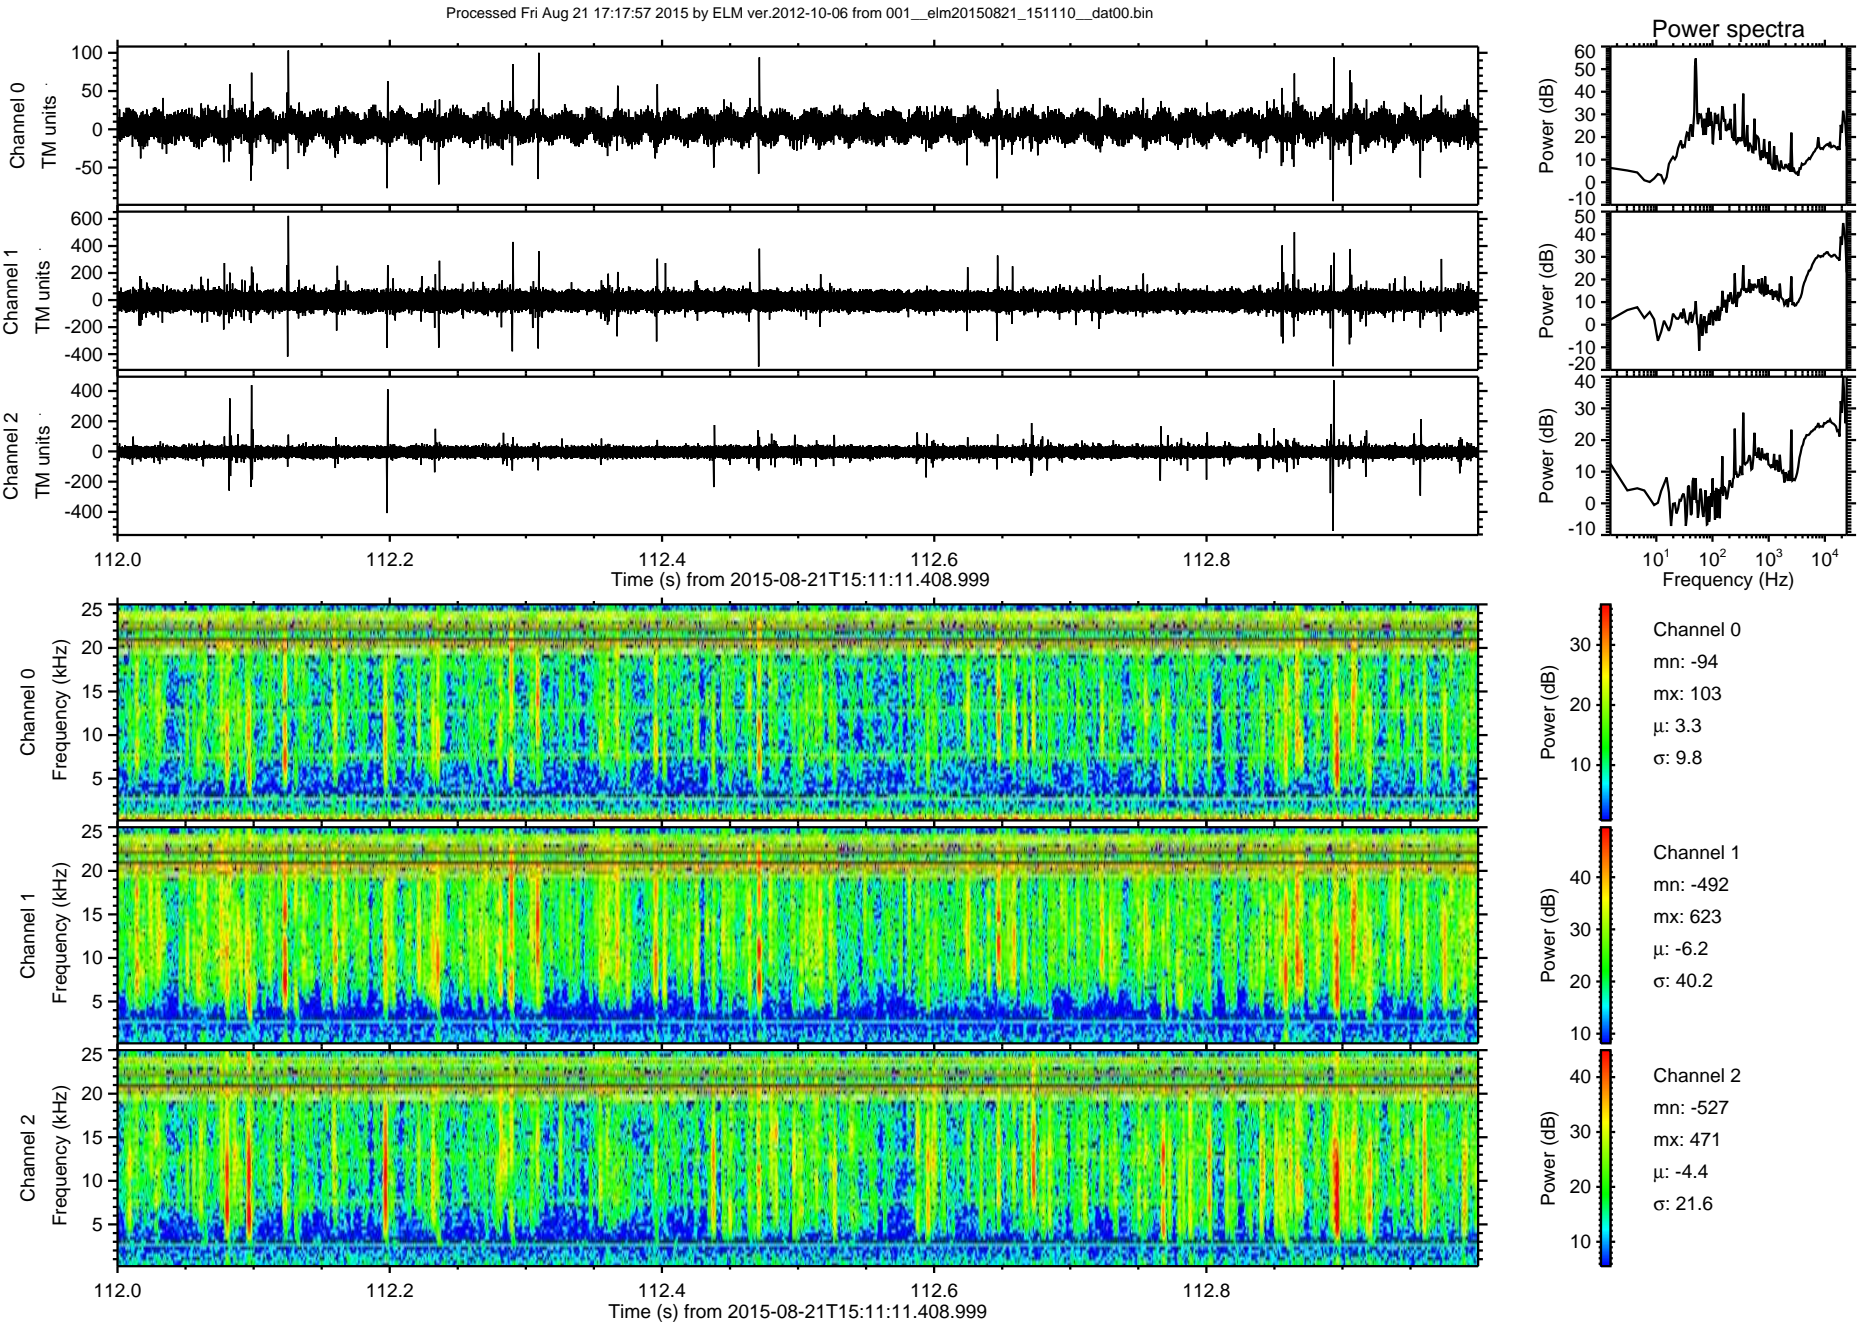 Processed Fri Aug 21 17:17:57 2015 by ELM ver.2012-10-06 from 001__elm20150821_151110__dat00.bin
Power spectra
Channel 0
TM units
100
50
0
-50
Power (dB)
60
50
40
30
20
10
0
-10
Channel 1
TM units
600
400
200
0
-200
-400
Power (dB)
50
40
30
20
10
0
-10
-20
Channel 2
TM units
400
200
0
-200
-400
Power (dB)
40
30
20
10
0
-10
112.0 112.2 112.4 112.6 112.8
Time (s) from 2015-08-21T15:11:11.408.999
10^1 10^2 10^3 10^4
Frequency (Hz)
Channel 0
Frequency (kHz)
25
20
15
10
5
Power (dB)
30
20
10
Channel 0
mn: -94
mx: 103
μ: 3.3
σ: 9.8
Channel 1
Frequency (kHz)
25
20
15
10
5
Power (dB)
40
30
20
10
Channel 1
mn: -492
mx: 623
μ: -6.2
σ: 40.2
Channel 2
Frequency (kHz)
25
20
15
10
5
Power (dB)
40
30
20
10
Channel 2
mn: -527
mx: 471
μ: -4.4
σ: 21.6
112.0 112.2 112.4 112.6 112.8
Time (s) from 2015-08-21T15:11:11.408.999